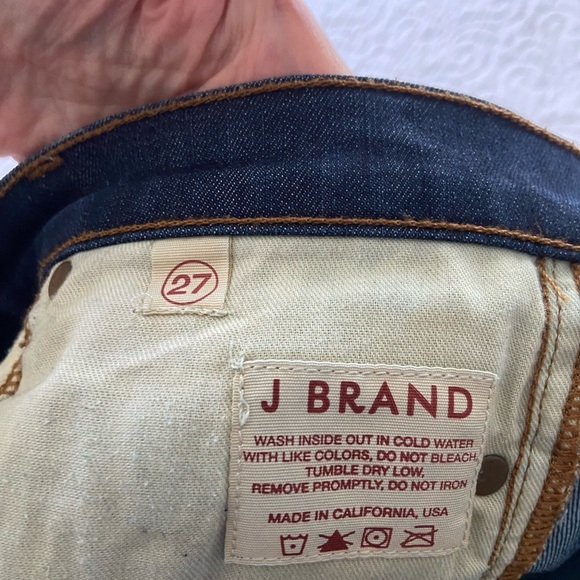 27
J BRAND
WASH INSIDE OUT IN COLD WATER
WITH LIKE COLORS, DO NOT BLEACH,
TUMBLE DRY LOW,
REMOVE PROMPTLY, DO NOT IRON
MADE IN CALIFORNIA, USA